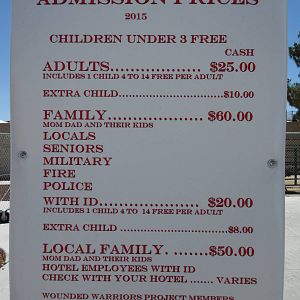 ADMISSION PRICES
2015
CHILDREN UNDER 3 FREE
CASH
ADULTS.................$25.00
INCLUDES 1 CHILD 4 TO 14 FREE PER ADULT
EXTRA CHILD.......................$10.00
FAMILY...................$60.00
MOM DAD AND THEIR KIDS
LOCALS
SENIORS
MILITARY
FIRE
POLICE
WITH ID..................$20.00
INCLUDES 1 CHILD 4 TO 14 FREE PER ADULT
EXTRA CHILD .......................$8.00
LOCAL FAMILY. ......$50.00
MOM DAD AND THEIR KIDS
HOTEL EMPLOYEES WITH ID
CHECK WITH YOUR HOTEL ....... VARIES
WOUNDED WARRIORS PROJECT MEMBERS